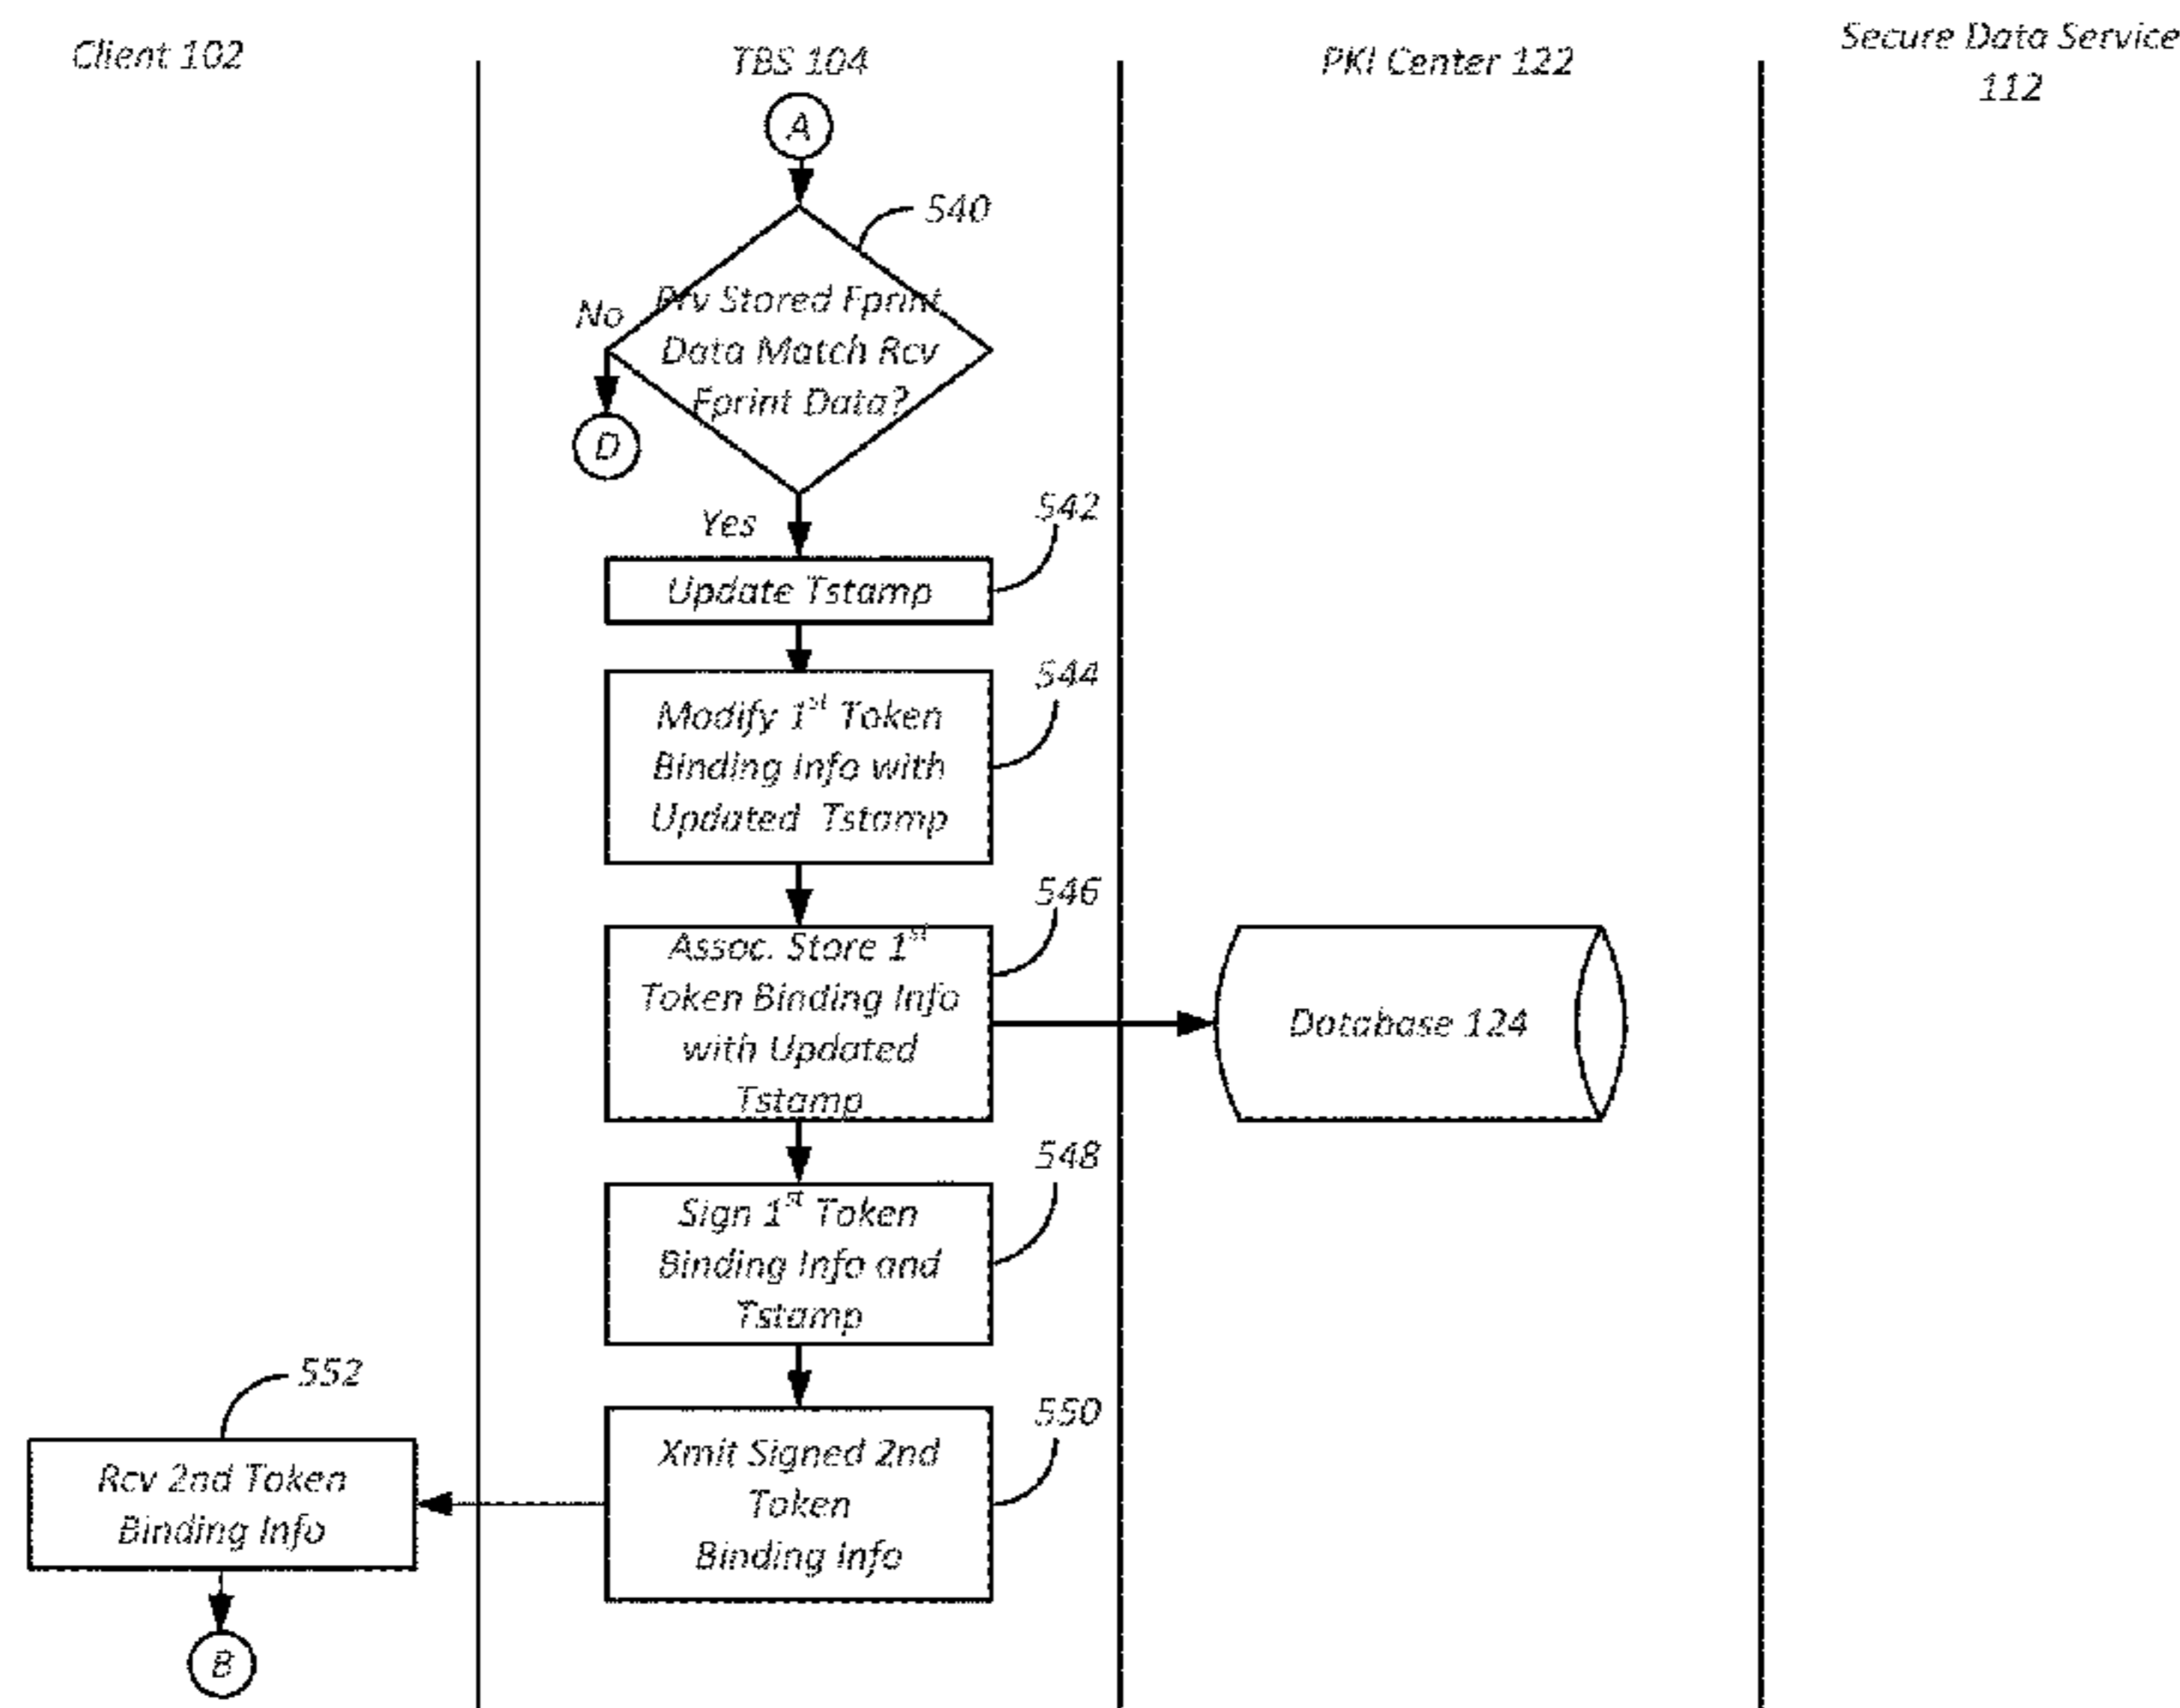 Client 102
TBS 104
PKI Center 122
Secure Data Service
112
A
540
No
Prv Stored Fprint
Data Match Rcv
Fprint Data?
D
Yes
542
Update Tstamp
544
Modify 1st Token
Binding Info with
Updated Tstamp
546
Assoc. Store 1st
Token Binding Info
with Updated
Tstamp
Database 124
548
Sign 1st Token
Binding Info and
Tstamp
552
550
Rcv 2nd Token
Binding Info
Xmit Signed 2nd
Token
Binding Info
B